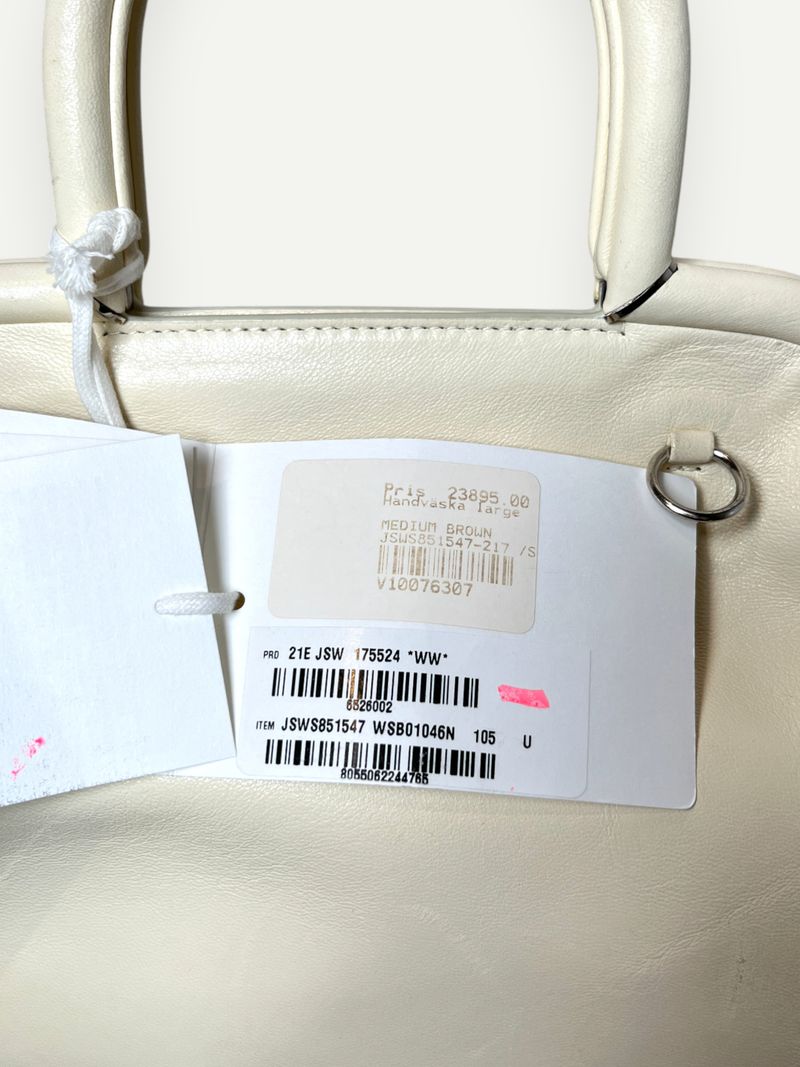 Pris 23895.00
Handväska large
MEDIUM BROWN
JSWS851547-217 /S
V10076307
PRD 21E JSW 175524 *WW*
6526002
ITEM JSWS851547 WSB01046N 105 U
8055062244765